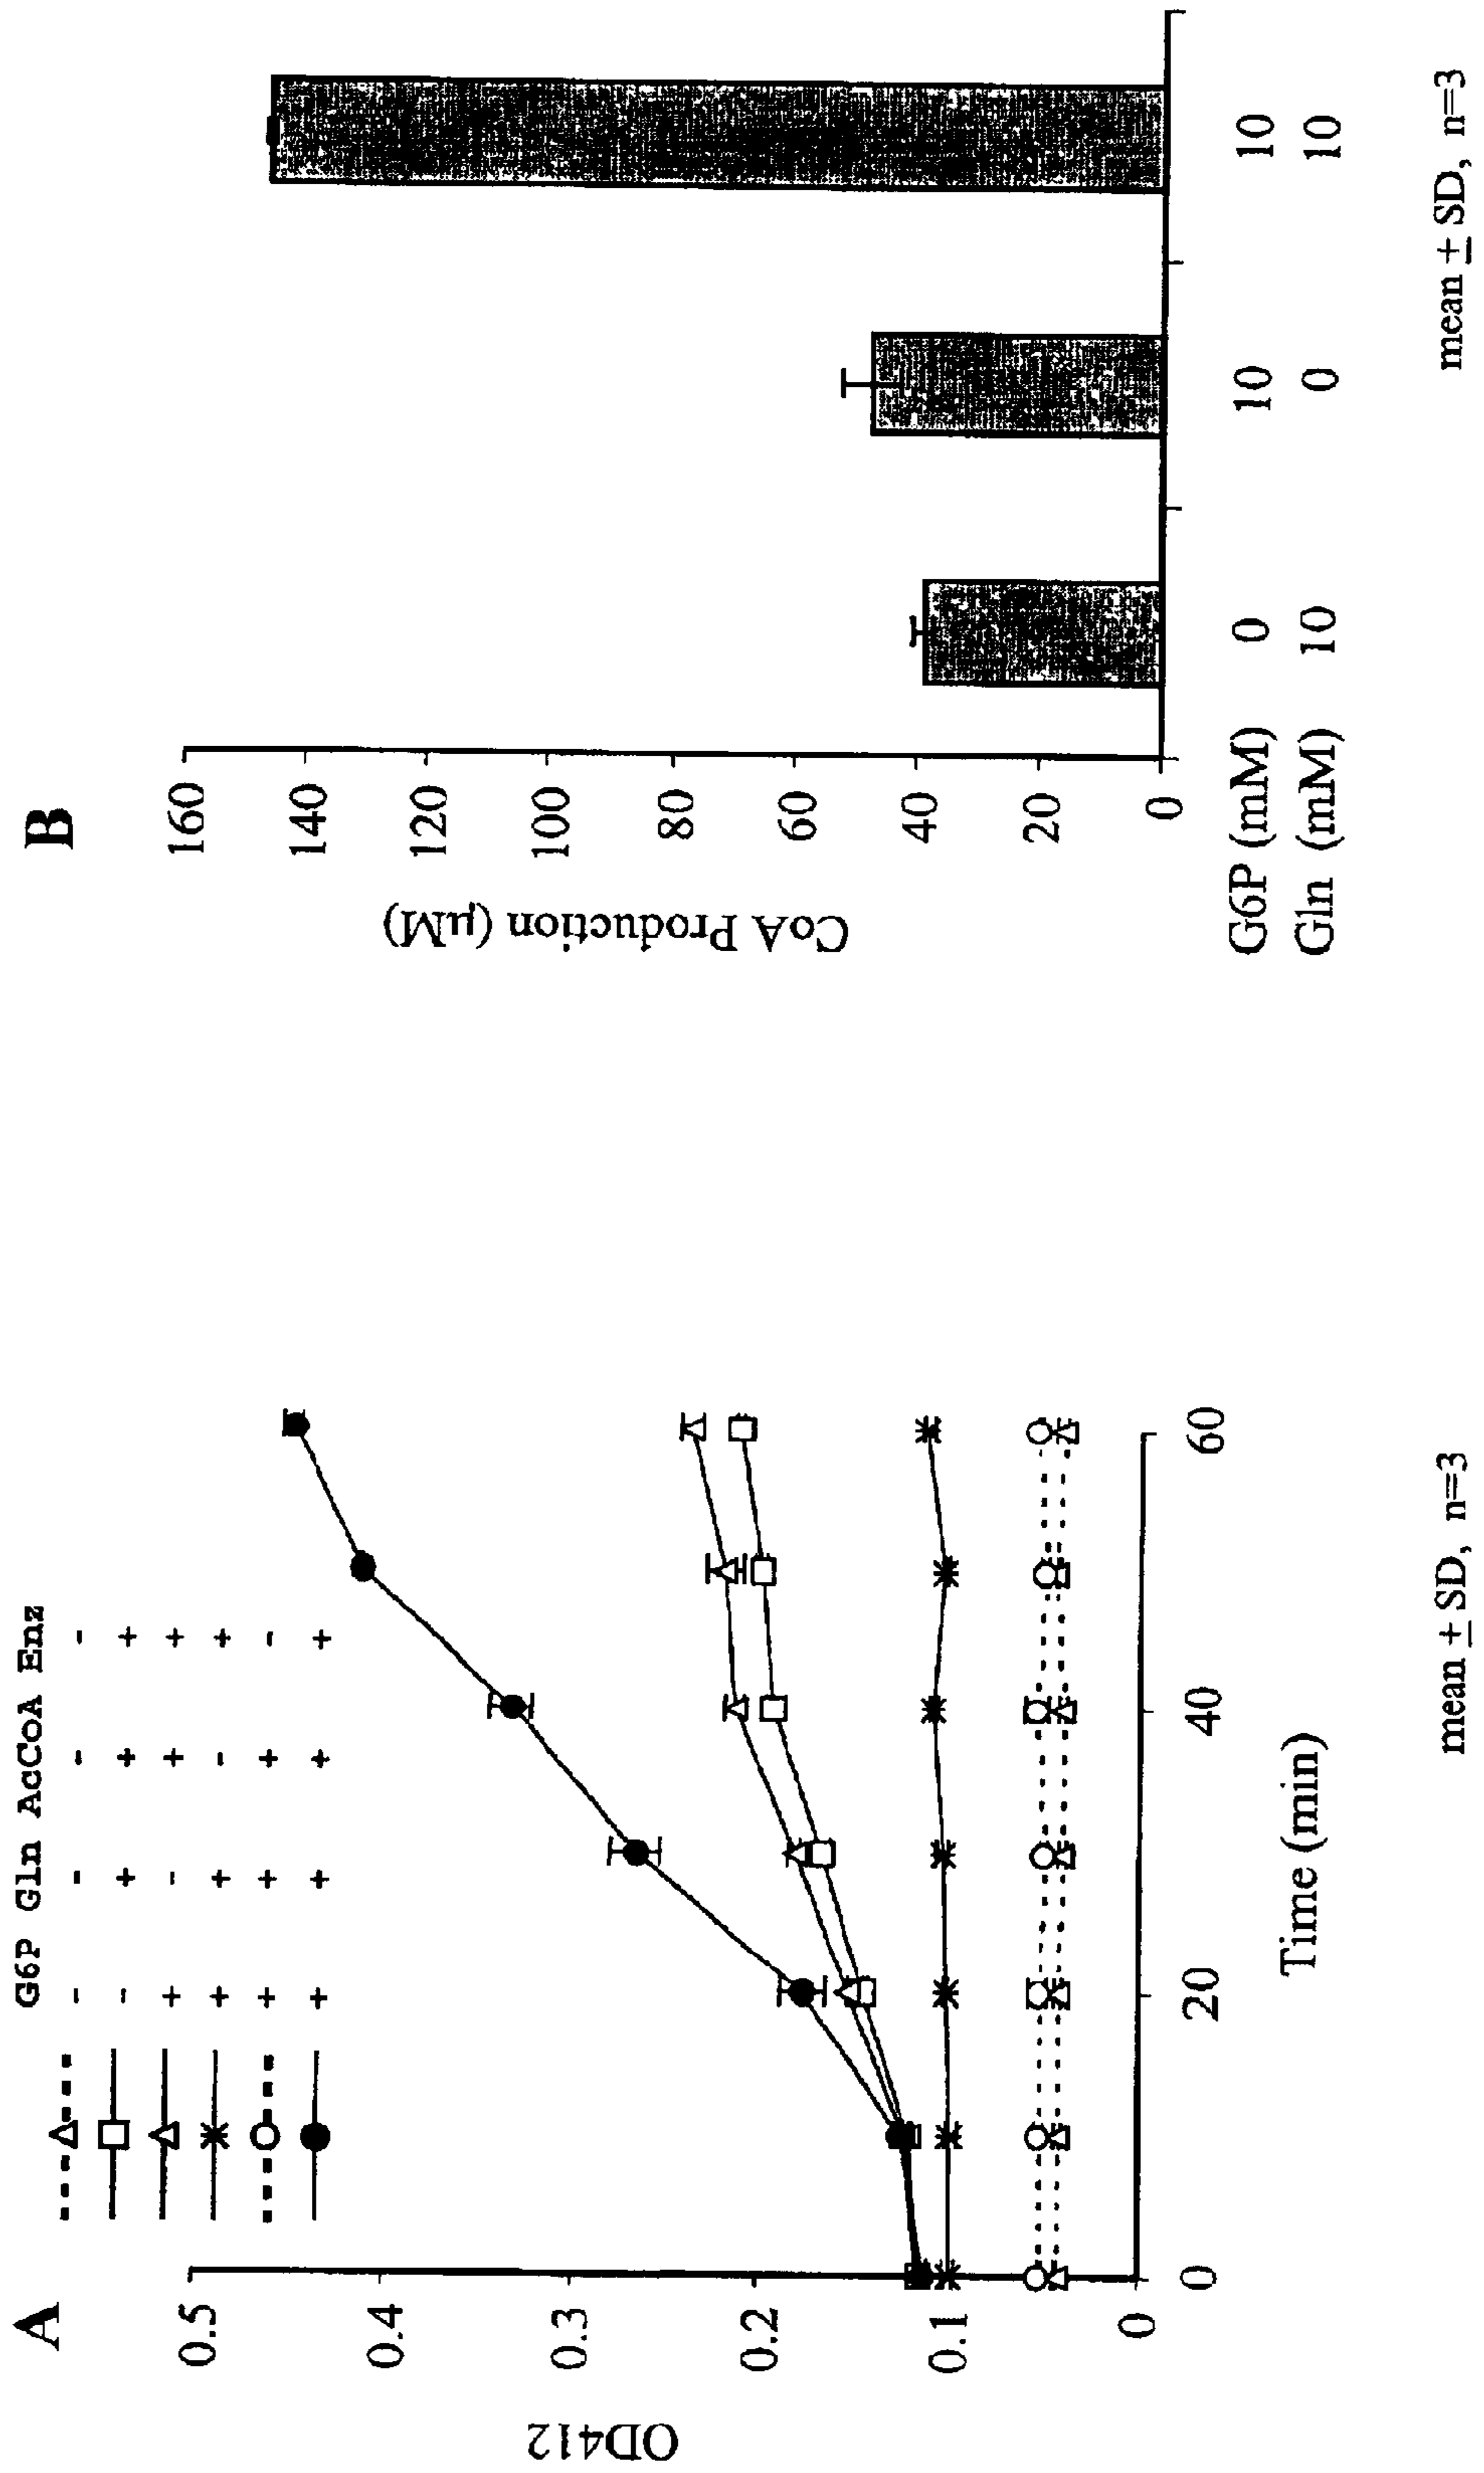 A
G6P Gln AcCoA Enz
- - - -
- + + +
+ - + +
+ + - +
+ + + -
+ + + +
0.5
0.4
0.3
0.2
0.1
0
OD412
0 20 40 60
Time (min)
mean ± SD, n=3
B
160
140
120
100
80
60
40
20
0
CoA Production (µM)
G6P (mM) 0 10 10
Gln (mM) 10 0 10
mean ± SD, n=3